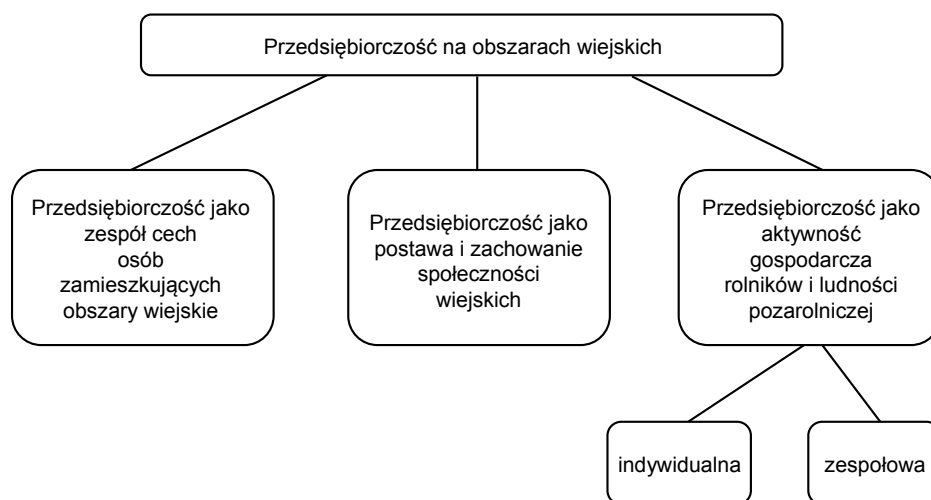 Przedsiębiorczość na obszarach wiejskich
Przedsiębiorczość jako
zespół cech
osób
zamieszkujących
obszary wiejskie
Przedsiębiorczość jako
postawa i zachowanie
społeczności
wiejskich
Przedsiębiorczość jako
aktywność
gospodarcza
rolników i ludności
pozarolniczej
indywidualna
zespołowa